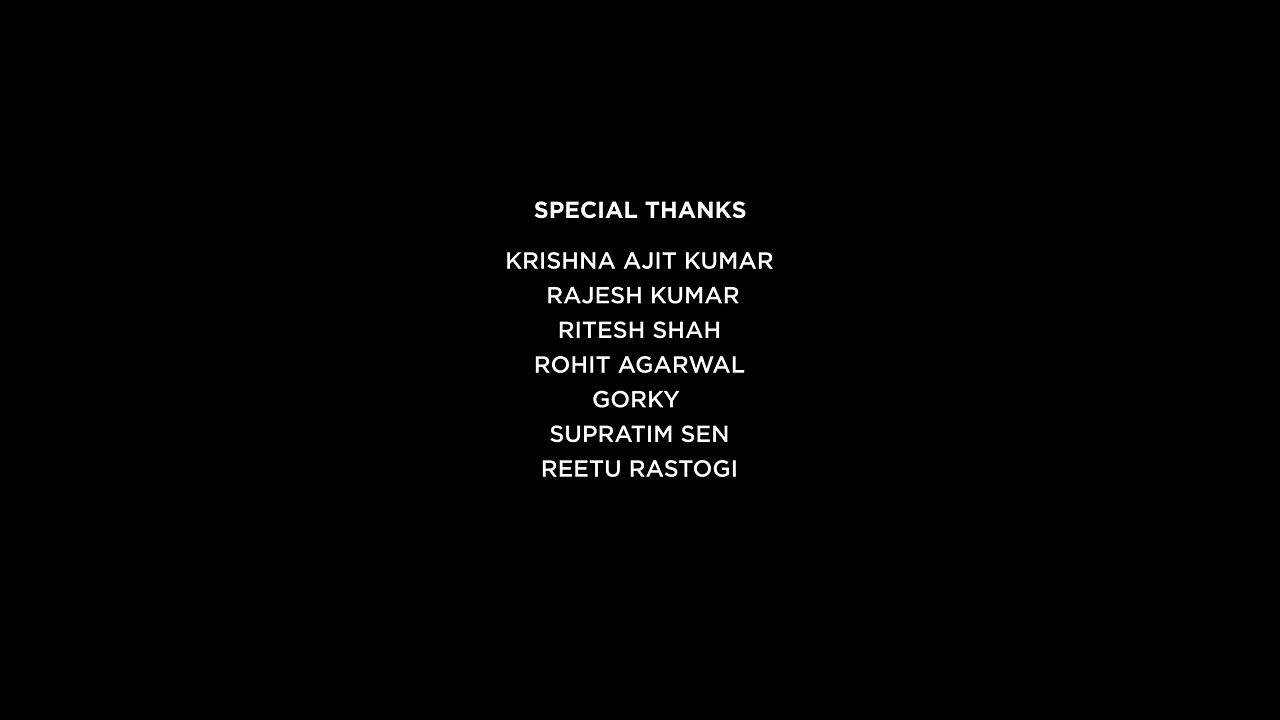 SPECIAL THANKS
KRISHNA AJIT KUMAR
RAJESH KUMAR
RITESH SHAH
ROHIT AGARWAL
GORKY
SUPRATIM SEN
REETU RASTOGI